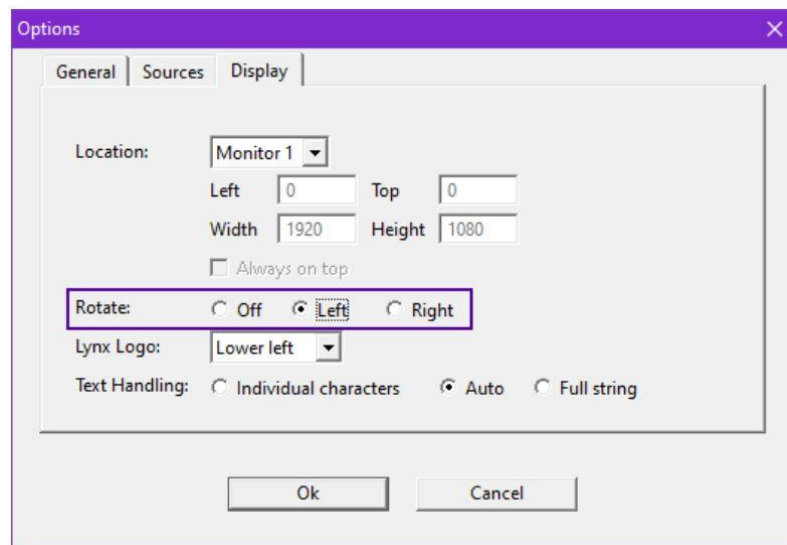 Options
General Sources Display
Location: Monitor 1
Left 0 Top 0
Width 1920 Height 1080
Always on top
Rotate: Off Left Right
Lynx Logo: Lower left
Text Handling: Individual characters Auto Full string
Ok Cancel